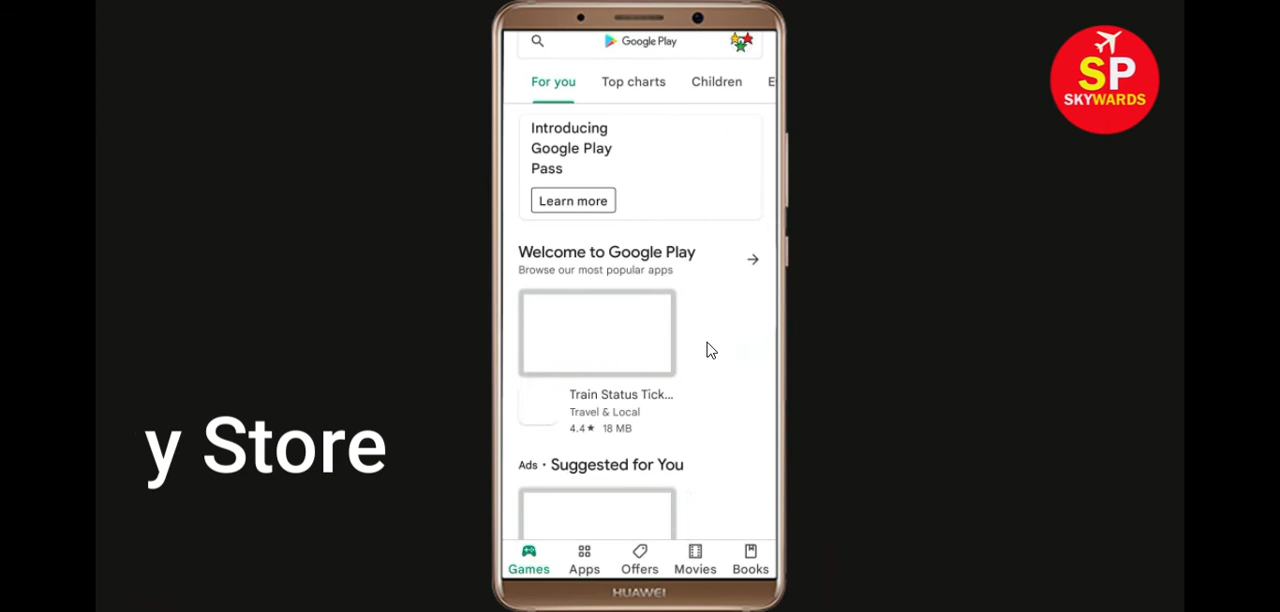 Google Play
For you Top charts Children E
Introducing
Google Play
Pass
Learn more
Welcome to Google Play
Browse our most popular apps
Train Status Tick...
Travel & Local
4.4★ 18 MB
Ads · Suggested for You
Games Apps Offers Movies Books
HUAWEI
y Store
SP
SKYWARDS